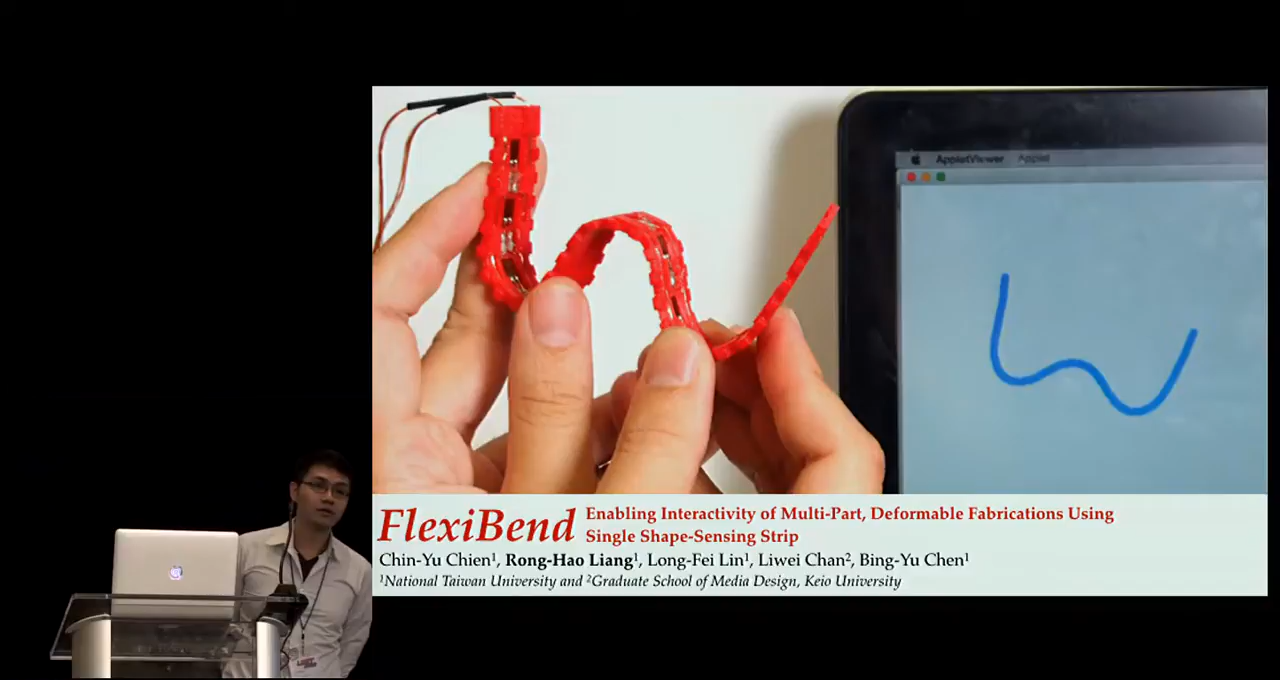 AppletViewer Applet
FlexiBend Enabling Interactivity of Multi-Part, Deformable Fabrications Using
Single Shape-Sensing Strip
Chin-Yu Chien¹, Rong-Hao Liang¹, Long-Fei Lin¹, Liwei Chan², Bing-Yu Chen¹
¹National Taiwan University and ²Graduate School of Media Design, Keio University